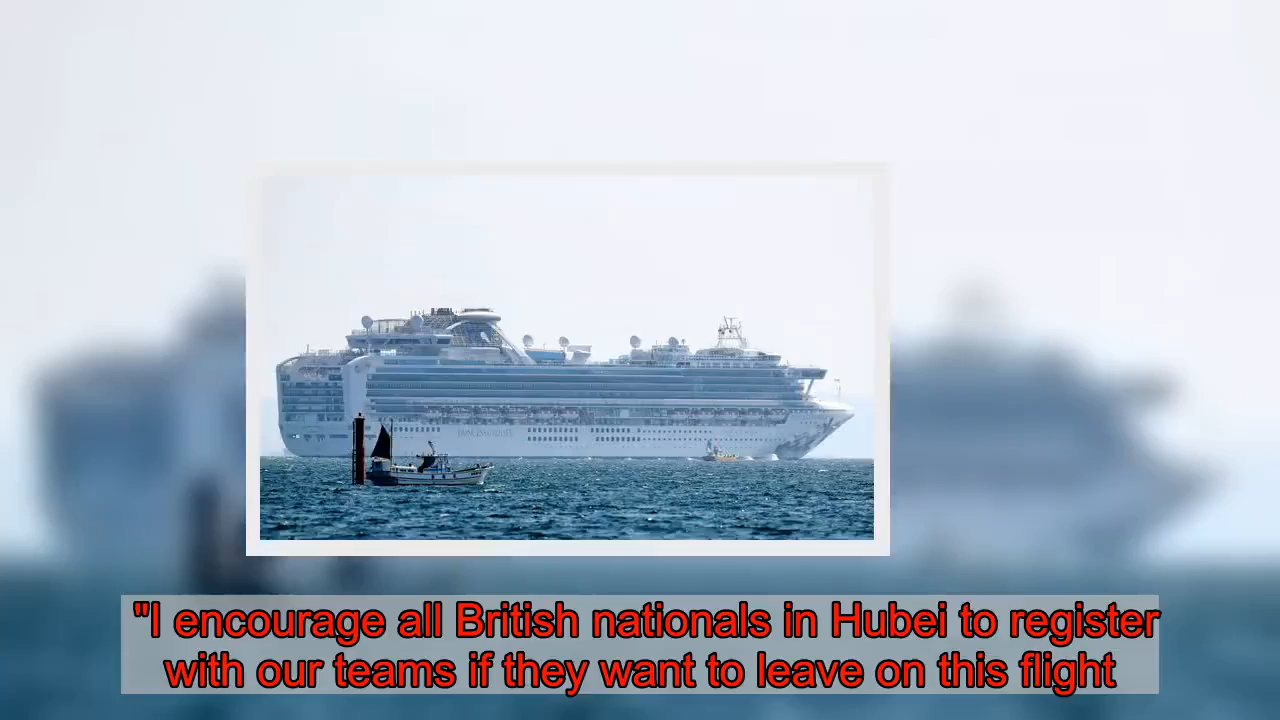 "I encourage all British nationals in Hubei to register
with our teams if they want to leave on this flight